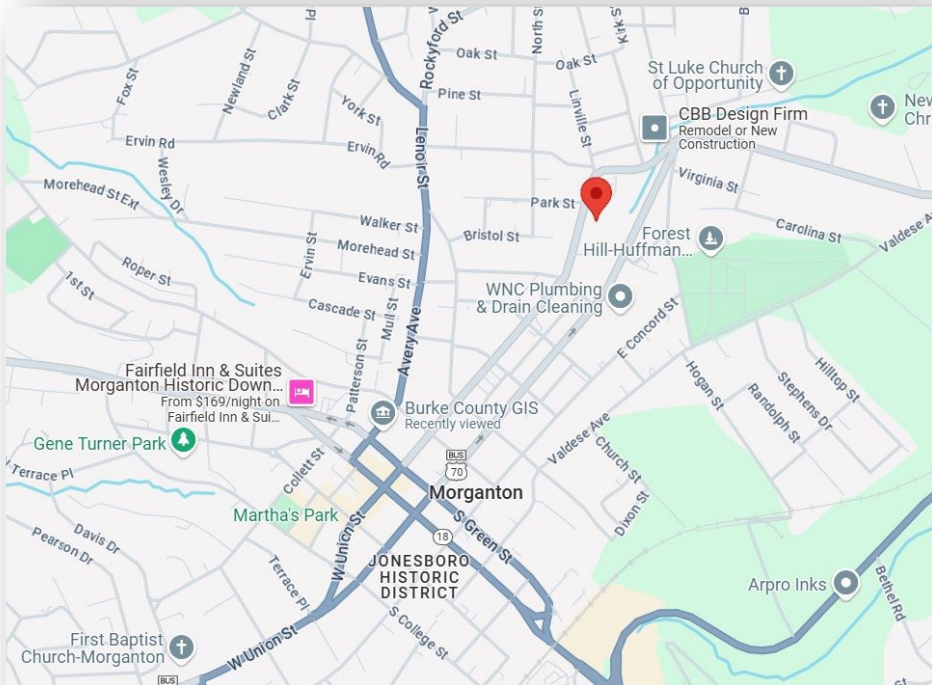 Rockyford St
North S
Kirk S
Oak St
Oak St
St Luke Church
of Opportunity
Fox St
Newland St
Clark St
York St
Pine St
Linville St
CBB Design Firm
Remodel or New
Construction
New
Chr
Ervin Rd
Ervin Rd
Lenoir St
Wesley Dr
Morehead St Ext
Park St
Virginia St
Walker St
Bristol St
Carolina St
Valdese Av
Morehead St
Ervin St
Forest
Hill-Huffman...
Roper St
Evans St
1st St
Cascade St
Mull St
WNC Plumbing
& Drain Cleaning
E Concord St
Avery Ave
Patterson St
Fairfield Inn & Suites
Morganton Historic Down...
From $169/night on
Fairfield Inn & Sui...
Hogan St
Randolph St
Stephens Dr
Hilltop St
Burke County GIS
Recently viewed
Gene Turner Park
Valdese Ave
Church St
Collett St
BUS
70
W Terrace Pl
Morganton
Dixon St
Martha's Park
S Green St
W Union St
18
Davis Dr
Pearson Dr
JONESBORO
HISTORIC
DISTRICT
Terrace Pl
Arpro Inks
Bethel Rd
S College St
First Baptist
Church-Morganton
W Union St
BUS